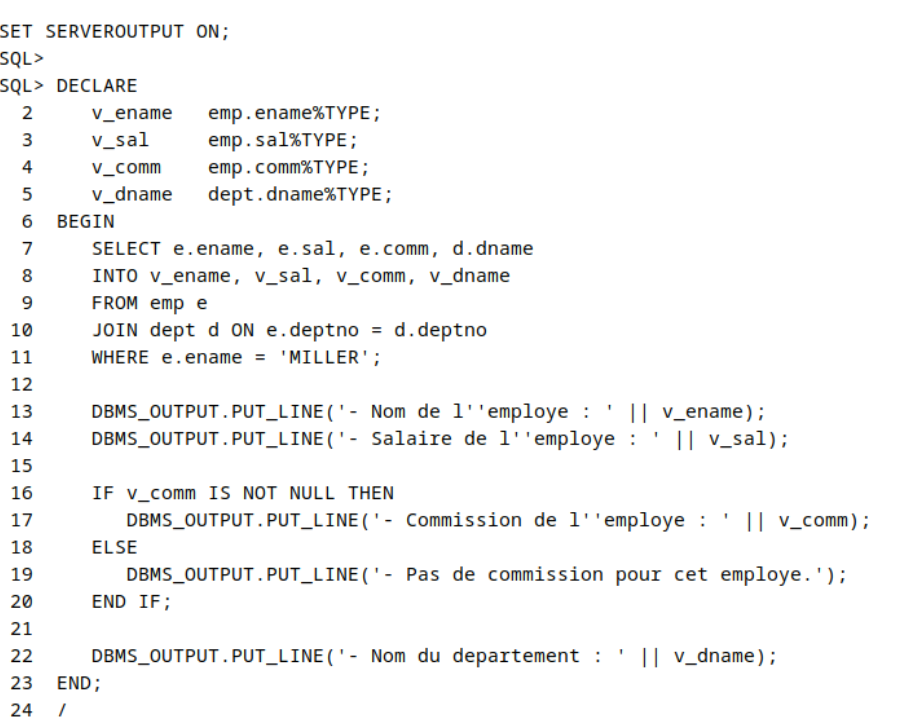 SET SERVEROUTPUT ON;
SQL>
SQL> DECLARE
  2     v_ename   emp.ename%TYPE;
  3     v_sal     emp.sal%TYPE;
  4     v_comm    emp.comm%TYPE;
  5     v_dname   dept.dname%TYPE;
  6  BEGIN
  7     SELECT e.ename, e.sal, e.comm, d.dname
  8     INTO v_ename, v_sal, v_comm, v_dname
  9     FROM emp e
 10     JOIN dept d ON e.deptno = d.deptno
 11     WHERE e.ename = 'MILLER';
 12
 13     DBMS_OUTPUT.PUT_LINE('- Nom de l''employe : ' || v_ename);
 14     DBMS_OUTPUT.PUT_LINE('- Salaire de l''employe : ' || v_sal);
 15
 16     IF v_comm IS NOT NULL THEN
 17        DBMS_OUTPUT.PUT_LINE('- Commission de l''employe : ' || v_comm);
 18     ELSE
 19        DBMS_OUTPUT.PUT_LINE('- Pas de commission pour cet employe.');
 20     END IF;
 21
 22     DBMS_OUTPUT.PUT_LINE('- Nom du departement : ' || v_dname);
 23  END;
 24  /